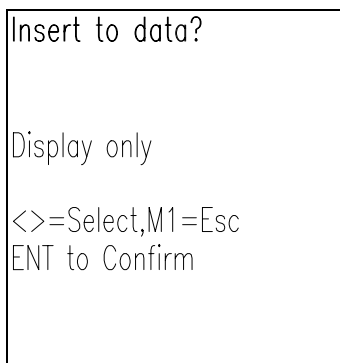 Insert to data?
Display only
<>=Select,M1=Esc
ENT to Confirm